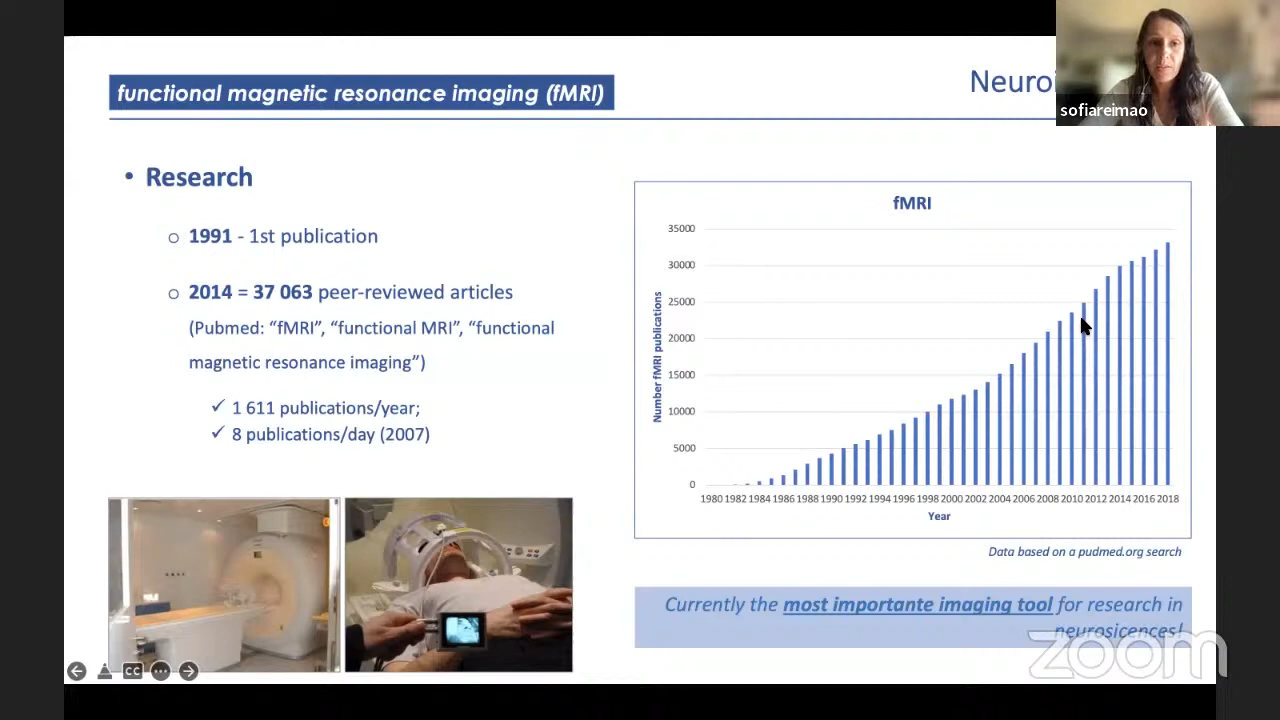 functional magnetic resonance imaging (fMRI)
Neuroi
sofiareimao
• Research
o 1991 - 1st publication
o 2014 = 37 063 peer-reviewed articles
(Pubmed: “fMRI”, “functional MRI”, “functional
magnetic resonance imaging”)
✓ 1 611 publications/year;
✓ 8 publications/day (2007)
fMRI
35000
30000
25000
20000
15000
10000
5000
0
Number fMRI publications
1980 1982 1984 1986 1988 1990 1992 1994 1996 1998 2000 2002 2004 2006 2008 2010 2012 2014 2016 2018
Year
Data based on a pudmed.org search
Currently the most importante imaging tool for research in
neurosicences!
zoom
CC